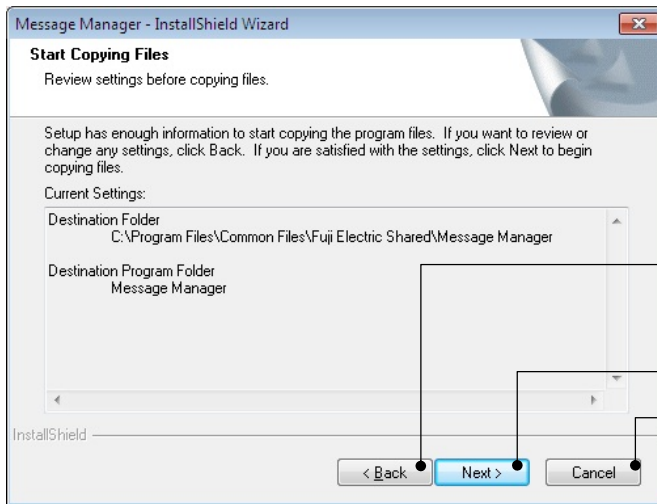 Message Manager - InstallShield Wizard
Start Copying Files
Review settings before copying files.
Setup has enough information to start copying the program files.  If you want to review or
change any settings, click Back.  If you are satisfied with the settings, click Next to begin
copying files.
Current Settings:
Destination Folder
C:\Program Files\Common Files\Fuji Electric Shared\Message Manager
Destination Program Folder
Message Manager
InstallShield
< Back
Next >
Cancel